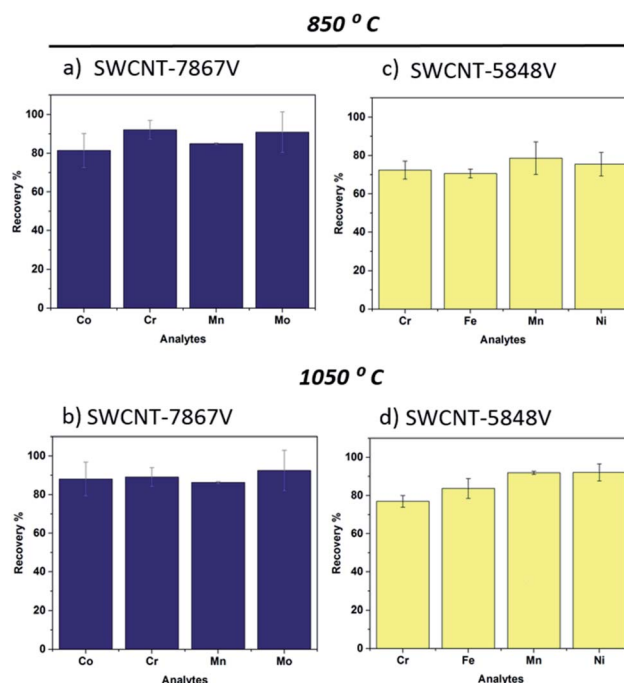 850 ° C
a) SWCNT-7867V
100
80
60
40
20
0
Recovery %
Co Cr Mn Mo
Analytes
c) SWCNT-5848V
100
80
60
40
20
0
Recovery %
Cr Fe Mn Ni
Analytes
1050 ° C
b) SWCNT-7867V
100
80
60
40
20
0
Recovery %
Co Cr Mn Mo
Analytes
d) SWCNT-5848V
100
80
60
40
20
0
Recovery %
Cr Fe Mn Ni
Analytes